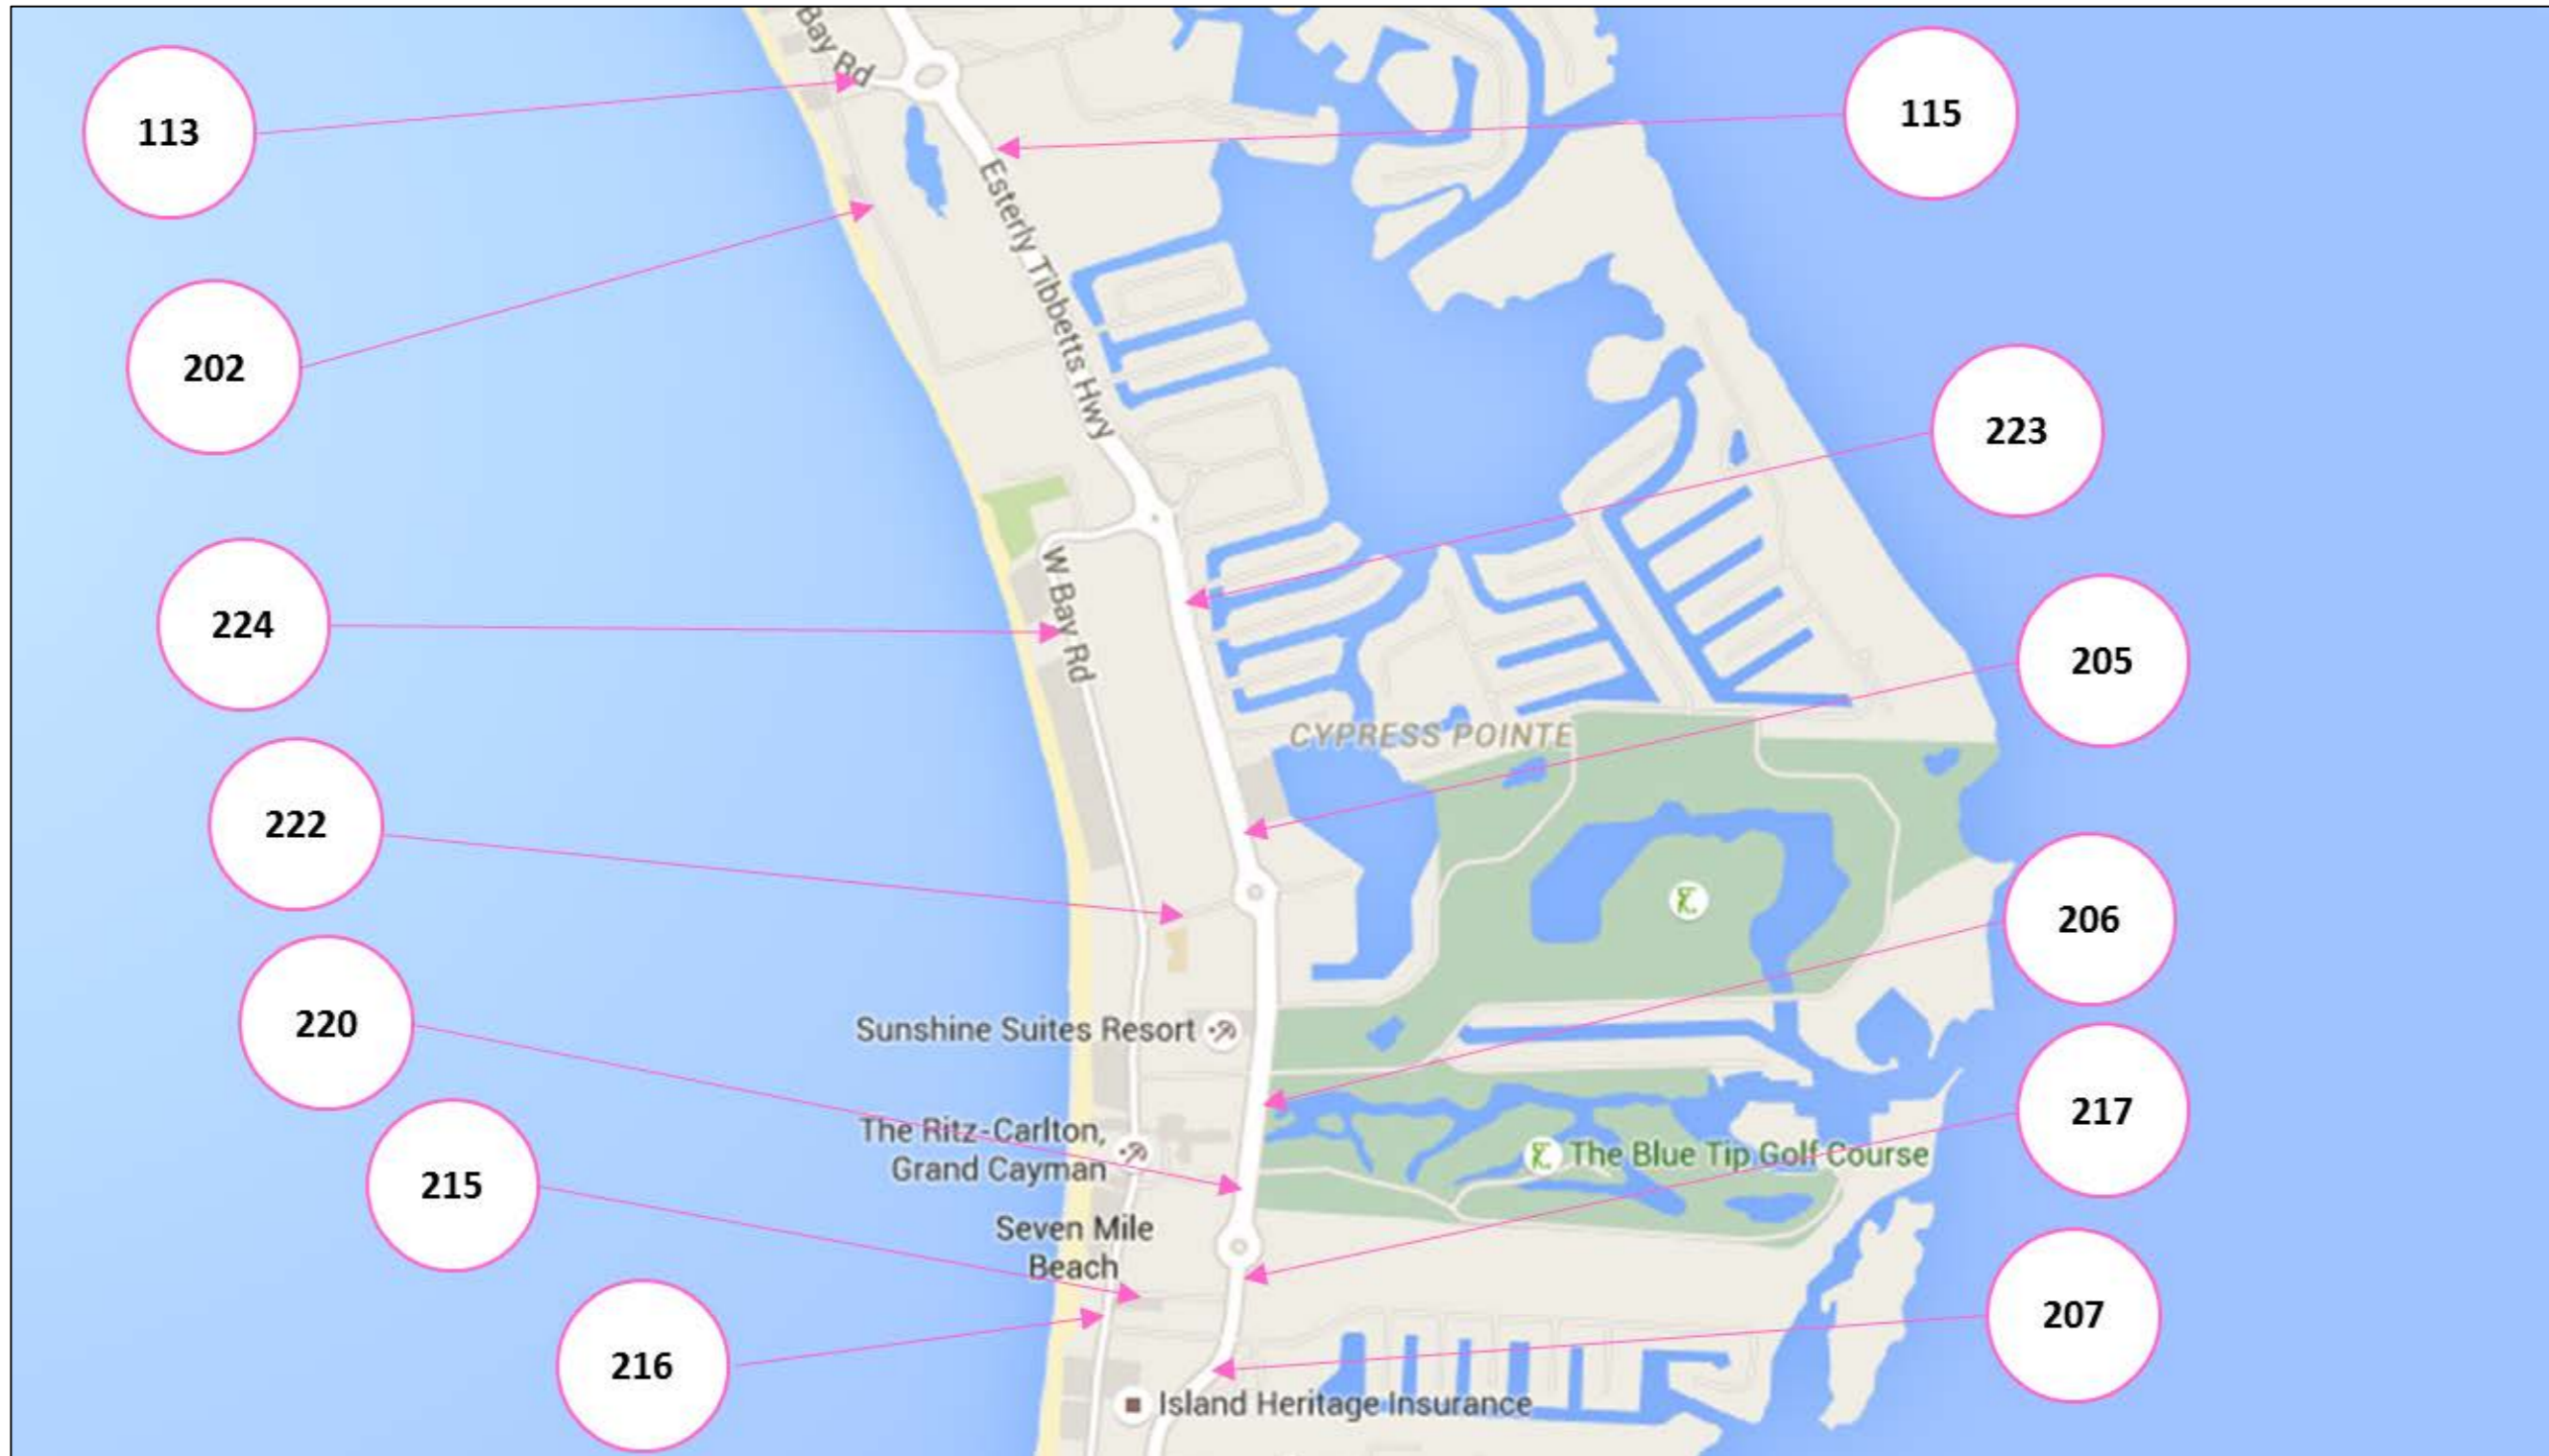 Bay Rd
113
115
Esterly Tibbetts Hwy
202
223
W Bay Rd
224
205
CYPRESS POINTE
222
206
220
Sunshine Suites Resort
217
The Ritz-Carlton,
Grand Cayman
The Blue Tip Golf Course
215
Seven Mile
Beach
207
216
Island Heritage Insurance